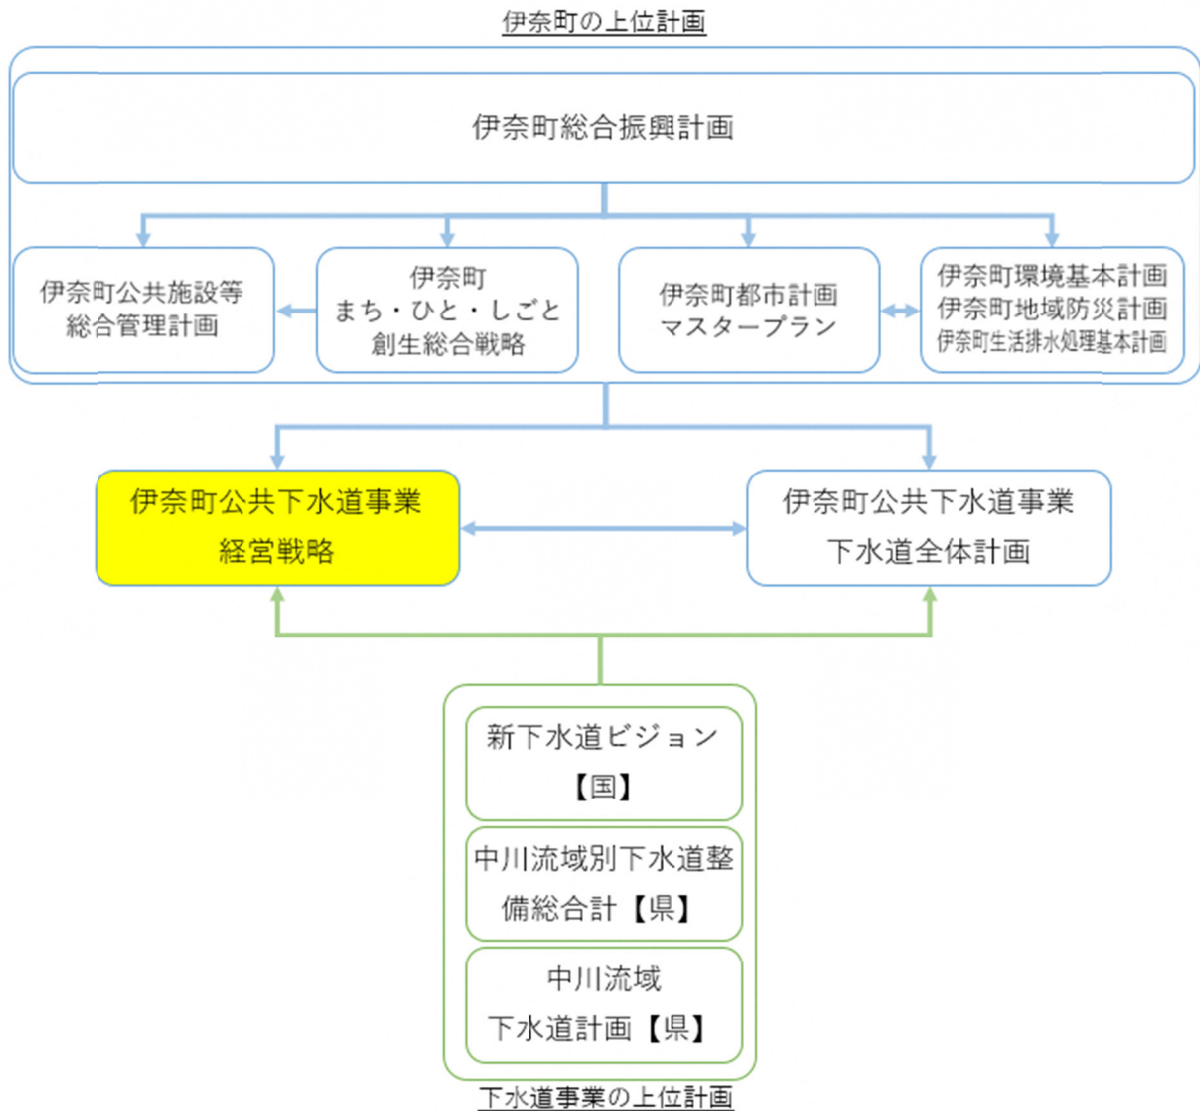 伊奈町の上位計画
伊奈町総合振興計画
伊奈町公共施設等
総合管理計画
伊奈町
まち・ひと・しごと
創生総合戦略
伊奈町都市計画
マスタープラン
伊奈町環境基本計画
伊奈町地域防災計画
伊奈町生活排水処理基本計画
伊奈町公共下水道事業
経営戦略
伊奈町公共下水道事業
下水道全体計画
新下水道ビジョン
【国】
中川流域別下水道整
備総合計【県】
中川流域
下水道計画【県】
下水道事業の上位計画